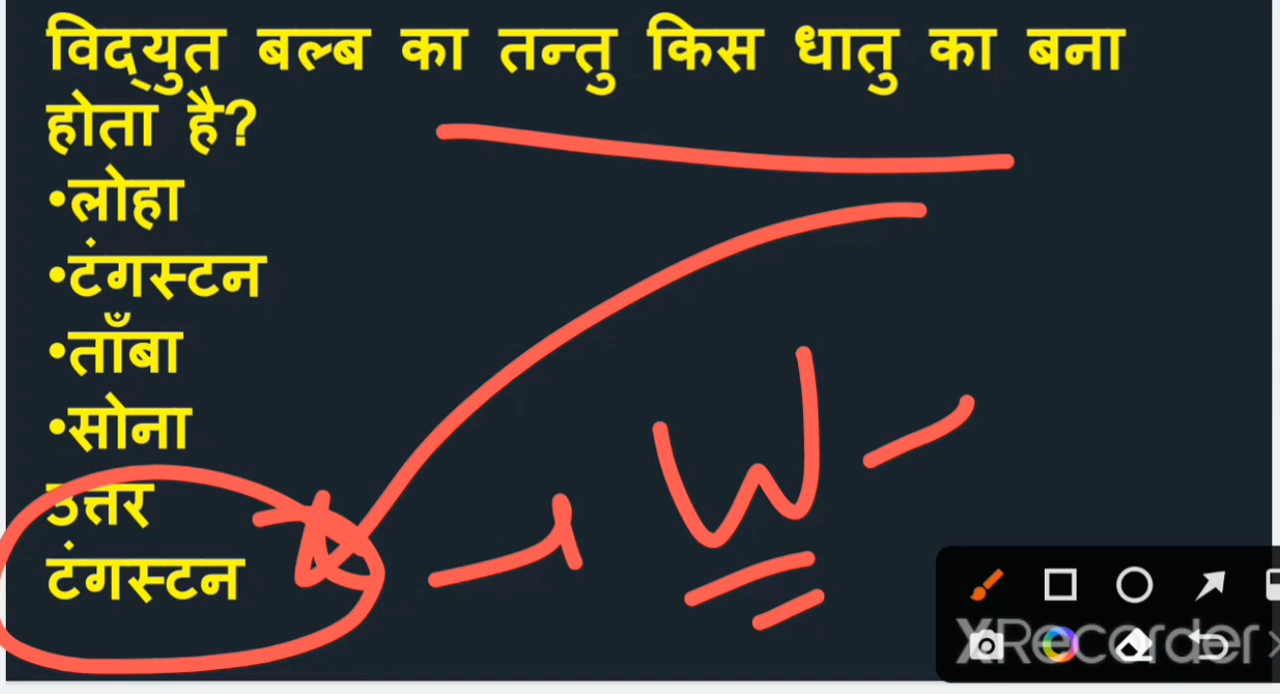 विद्युत बल्ब का तन्तु किस धातु का बना
होता है?
•लोहा
•टंगस्टन
•ताँबा
•सोना
उत्तर
टंगस्टन
W
XRecorder